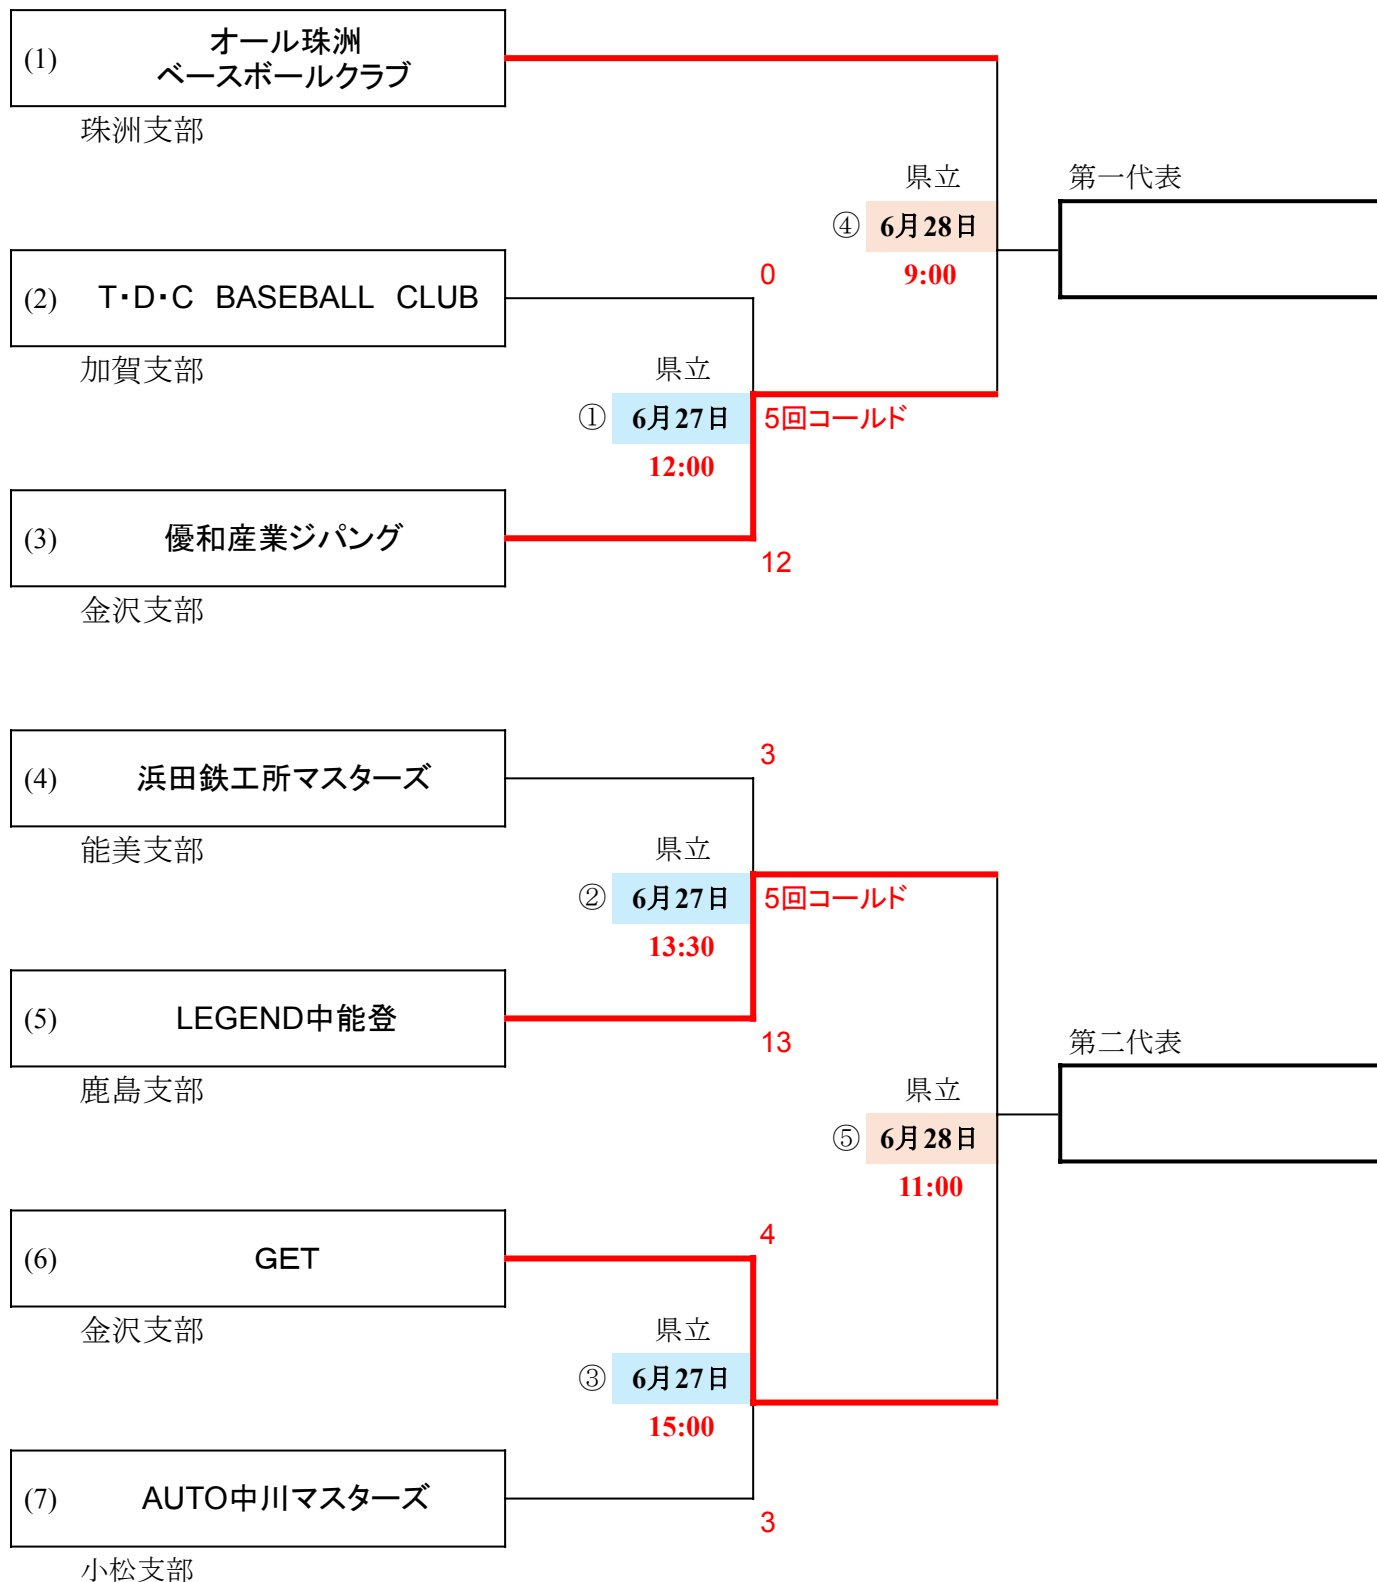 (1)
オール珠洲
ベースボールクラブ
珠洲支部
県立
第一代表
④ 6月28日
9:00
0
(2) T・D・C　BASEBALL　CLUB
加賀支部
県立
① 6月27日
5回コールド
12:00
(3) 優和産業ジパング
12
金沢支部
3
(4) 浜田鉄工所マスターズ
能美支部
県立
② 6月27日
5回コールド
13:30
(5) LEGEND中能登
13
第二代表
鹿島支部
県立
⑤ 6月28日
11:00
4
(6) GET
金沢支部
県立
③ 6月27日
15:00
(7) AUTO中川マスターズ
3
小松支部